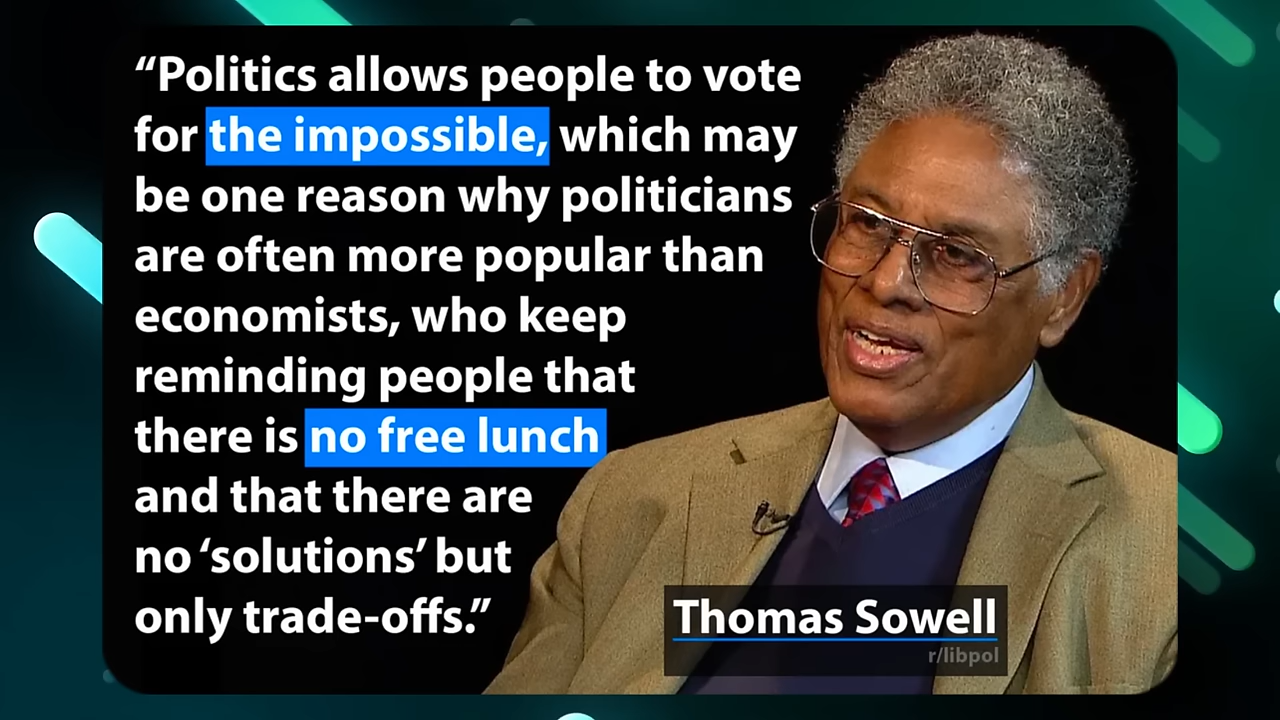 “Politics allows people to vote
for the impossible, which may
be one reason why politicians
are often more popular than
economists, who keep
reminding people that
there is no free lunch
and that there are
no ‘solutions’ but
only trade-offs.”
Thomas Sowell
r/libpol